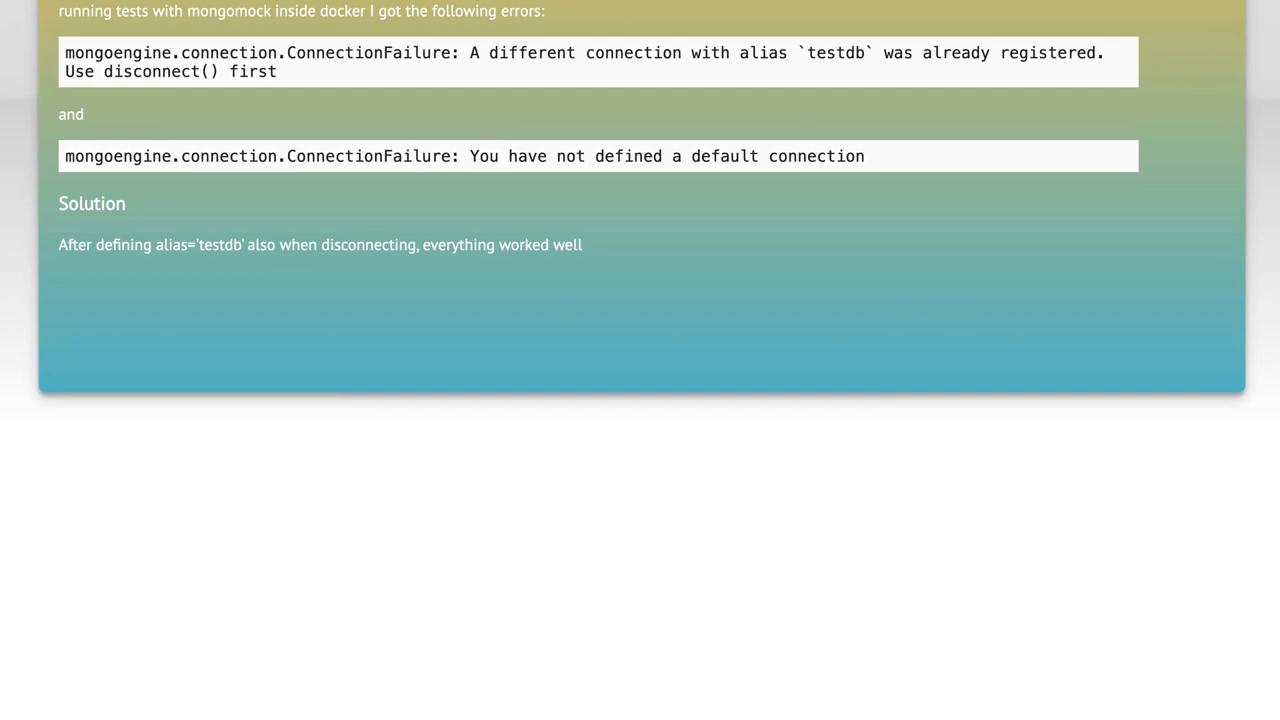 running tests with mongomock inside docker I got the following errors:
mongoengine.connection.ConnectionFailure: A different connection with alias `testdb` was already registered.
Use disconnect() first
and
mongoengine.connection.ConnectionFailure: You have not defined a default connection
Solution
After defining alias='testdb' also when disconnecting, everything worked well